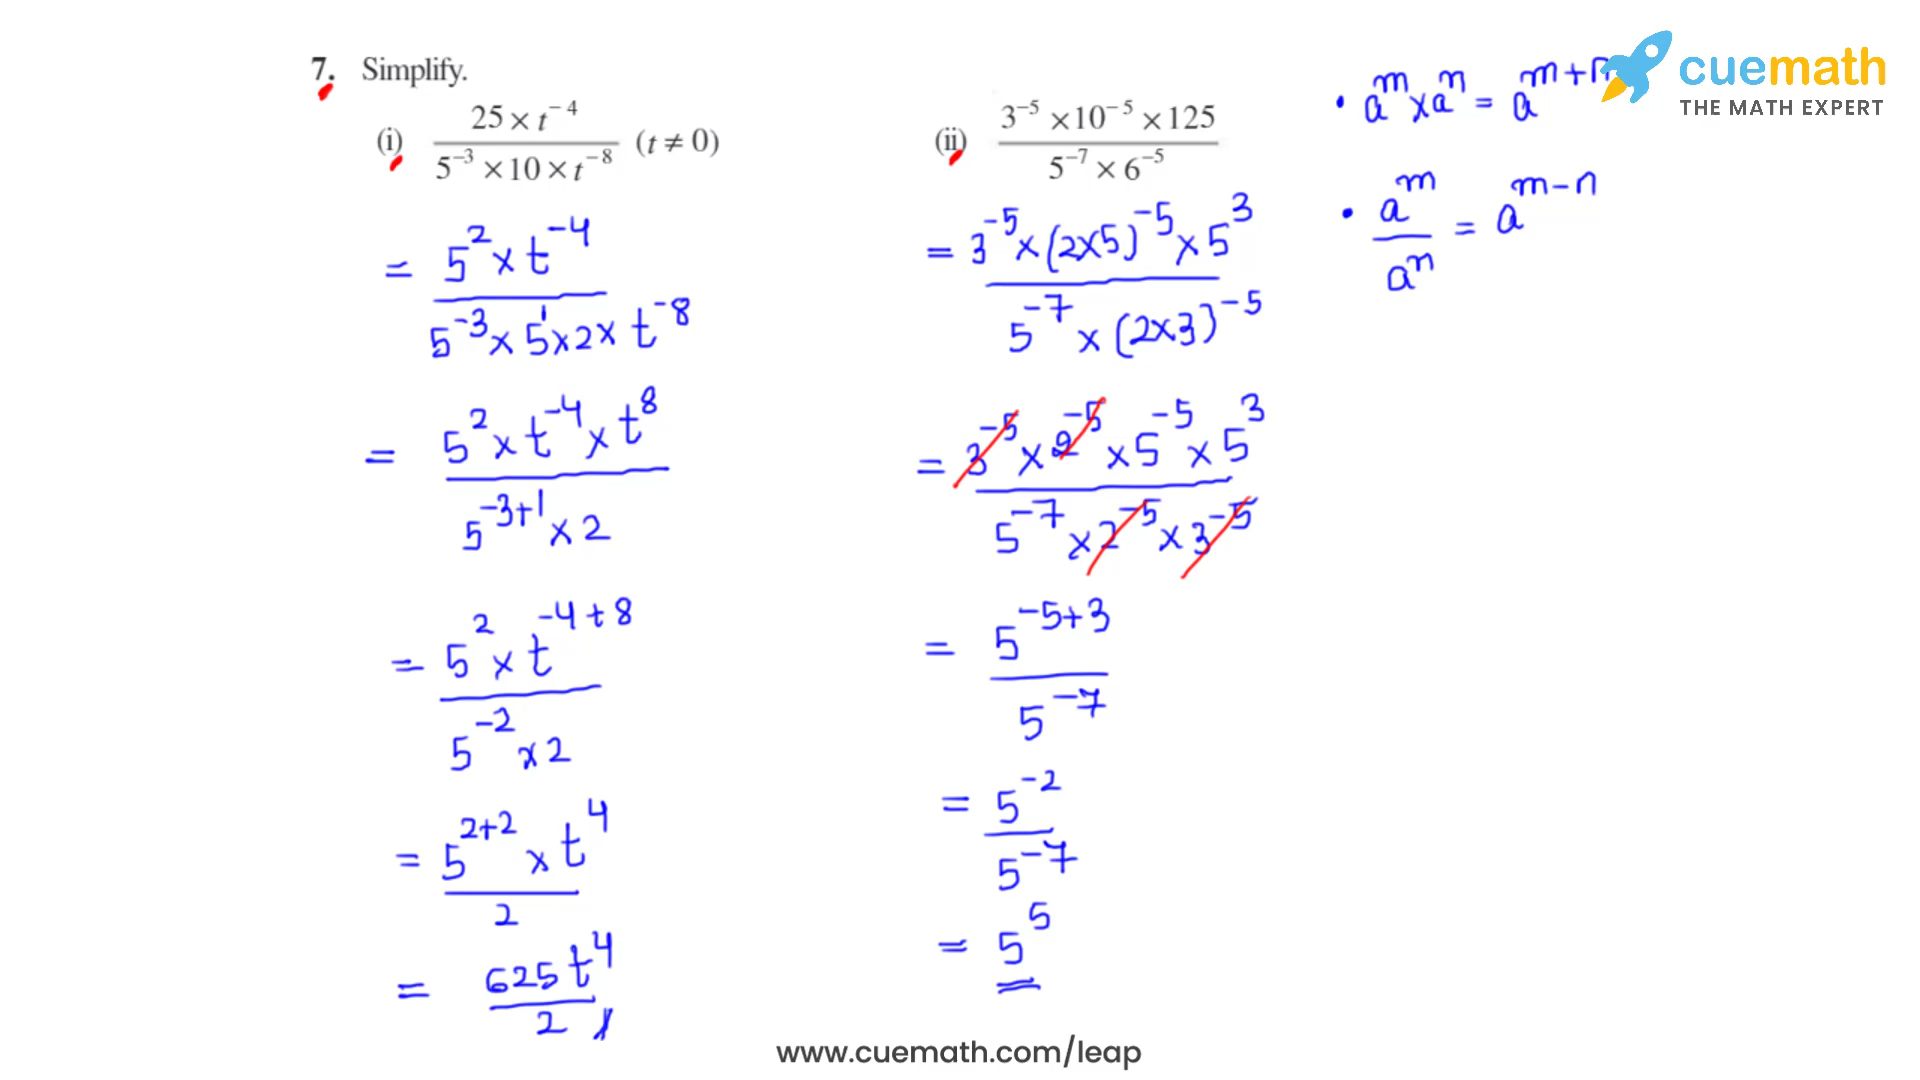 7. Simplify.
(i) 25 × t⁻⁴ / 5⁻³ × 10 × t⁻⁸ (t ≠ 0)
= 5² × t⁻⁴ / 5⁻³ × 5¹ × 2 × t⁻⁸
= 5² × t⁻⁴ × t⁸ / 5⁻³⁺¹ × 2
= 5² × t⁻⁴⁺⁸ / 5⁻² × 2
= 5²⁺² × t⁴ / 2
= 625 t⁴ / 2
(ii) 3⁻⁵ × 10⁻⁵ × 125 / 5⁻⁷ × 6⁻⁵
= 3⁻⁵ × (2×5)⁻⁵ × 5³ / 5⁻⁷ × (2×3)⁻⁵
= 3⁻⁵ × 2⁻⁵ × 5⁻⁵ × 5³ / 5⁻⁷ × 2⁻⁵ × 3⁻⁵
= 5⁻⁵⁺³ / 5⁻⁷
= 5⁻² / 5⁻⁷
= 5⁵
• aᵐ × aⁿ = aᵐ⁺ⁿ
• aᵐ / aⁿ = aᵐ⁻ⁿ
cuemath
THE MATH EXPERT
www.cuemath.com/leap